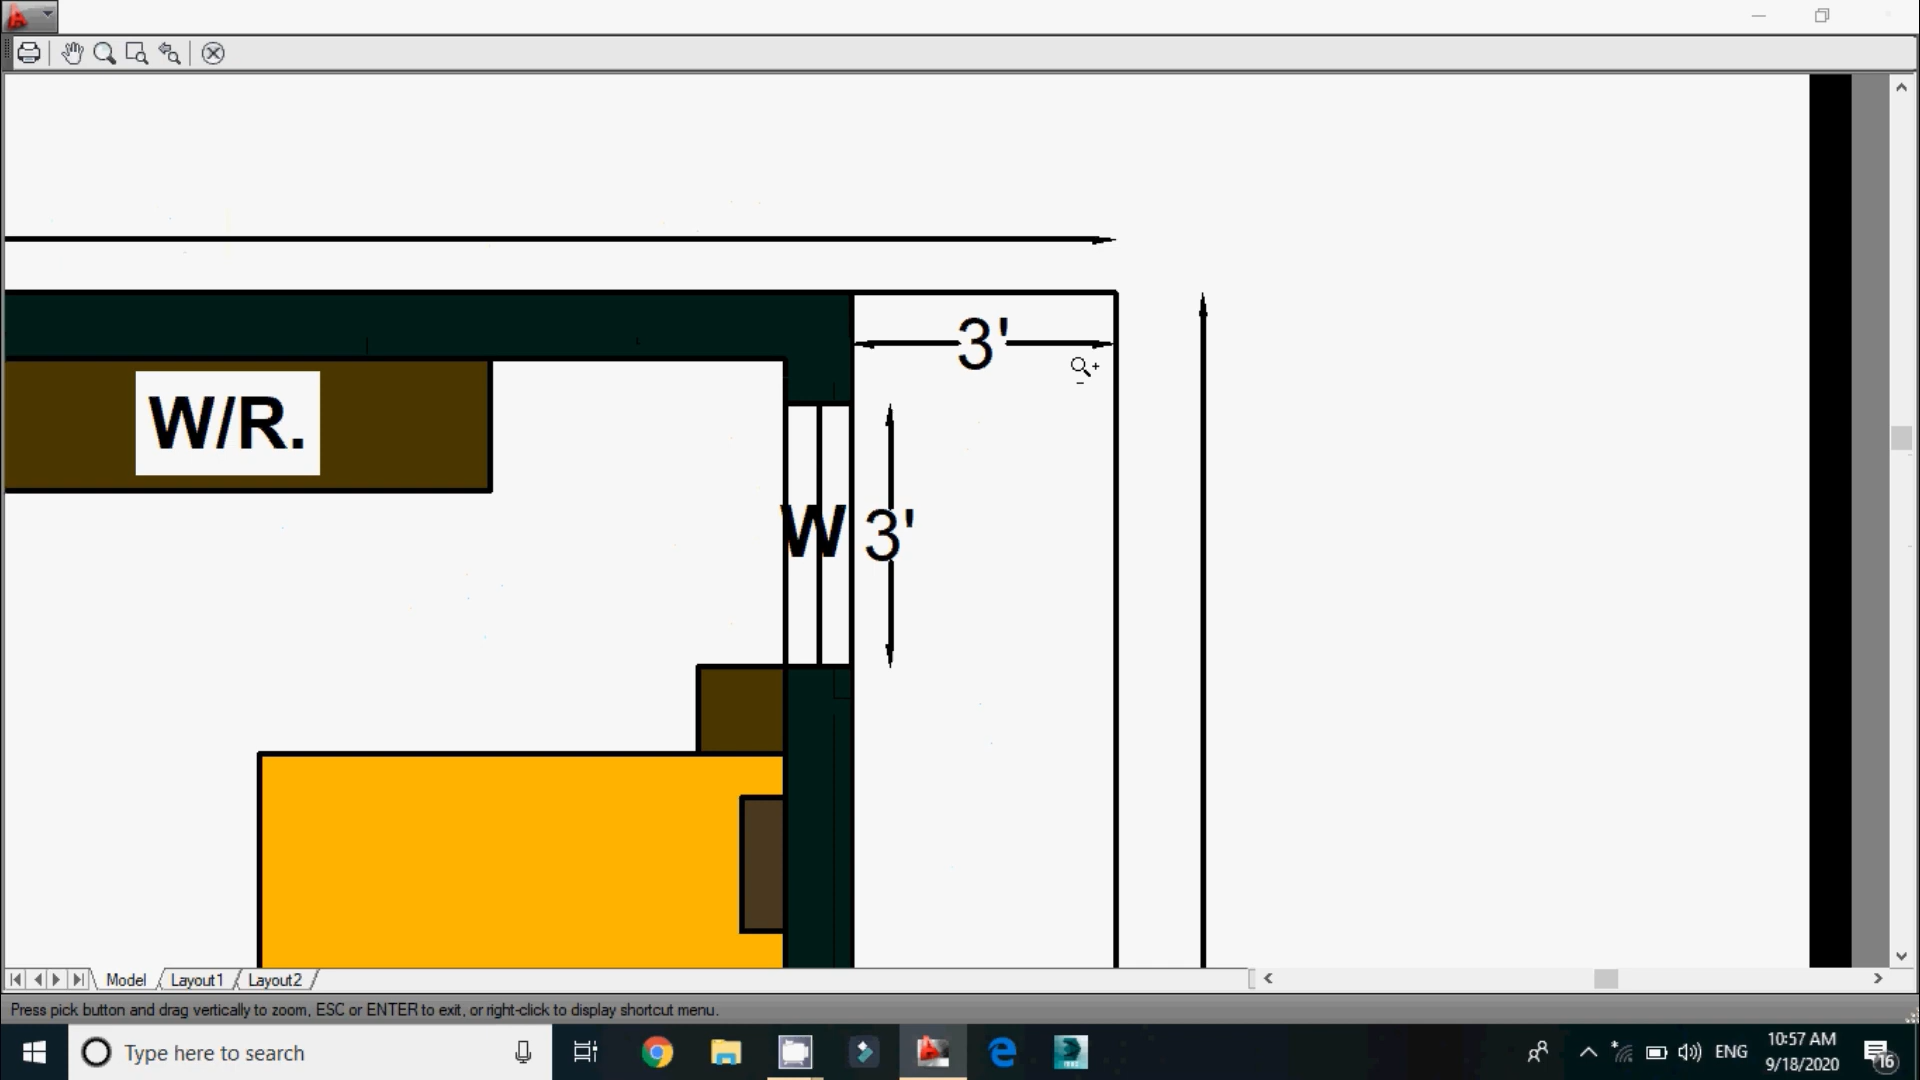 3'
W/R.
W 3'
Model Layout1 Layout2
Press pick button and drag vertically to zoom, ESC or ENTER to exit, or right-click to display shortcut menu.
Type here to search
ENG
10:57 AM
9/18/2020
16